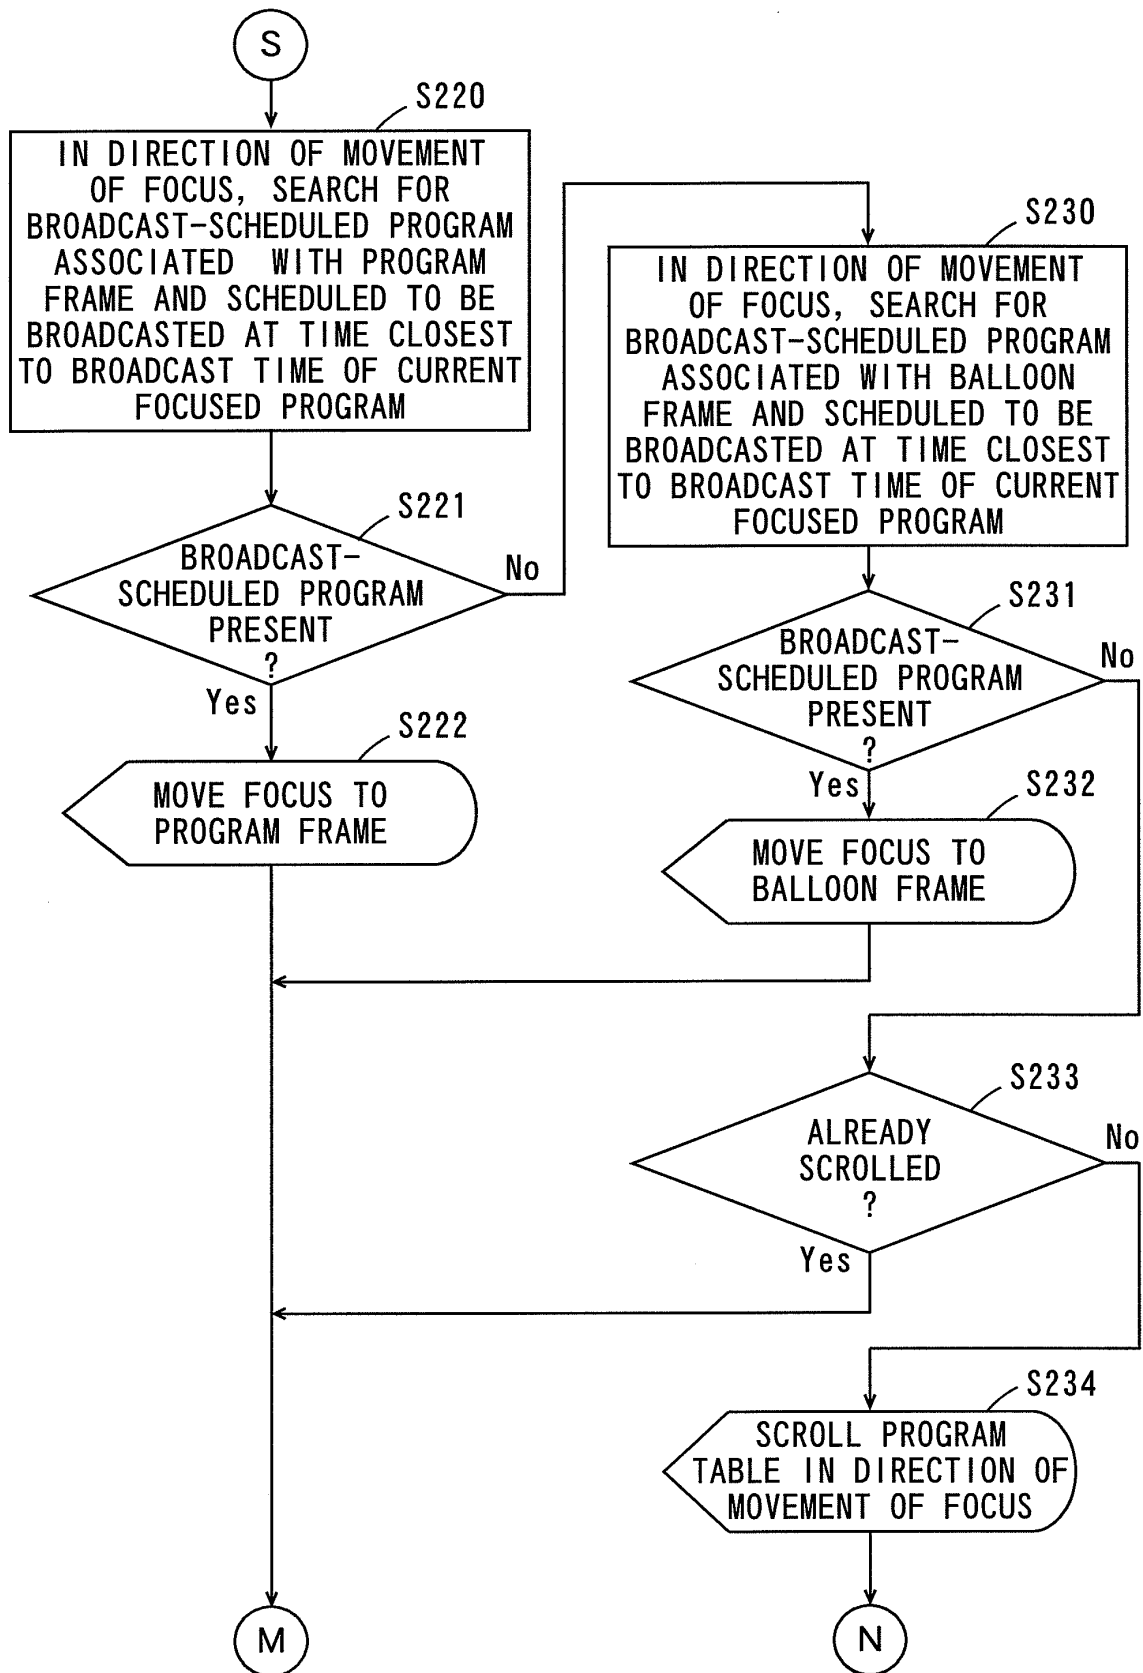 S
S220
IN DIRECTION OF MOVEMENT
OF FOCUS, SEARCH FOR
BROADCAST-SCHEDULED PROGRAM
ASSOCIATED WITH PROGRAM
FRAME AND SCHEDULED TO BE
BROADCASTED AT TIME CLOSEST
TO BROADCAST TIME OF CURRENT
FOCUSED PROGRAM
S221
BROADCAST-
SCHEDULED PROGRAM
PRESENT
?
No
Yes
S222
MOVE FOCUS TO
PROGRAM FRAME
S230
IN DIRECTION OF MOVEMENT
OF FOCUS, SEARCH FOR
BROADCAST-SCHEDULED PROGRAM
ASSOCIATED WITH BALLOON
FRAME AND SCHEDULED TO BE
BROADCASTED AT TIME CLOSEST
TO BROADCAST TIME OF CURRENT
FOCUSED PROGRAM
S231
BROADCAST-
SCHEDULED PROGRAM
PRESENT
?
No
Yes
S232
MOVE FOCUS TO
BALLOON FRAME
S233
ALREADY
SCROLLED
?
No
Yes
S234
SCROLL PROGRAM
TABLE IN DIRECTION OF
MOVEMENT OF FOCUS
M
N